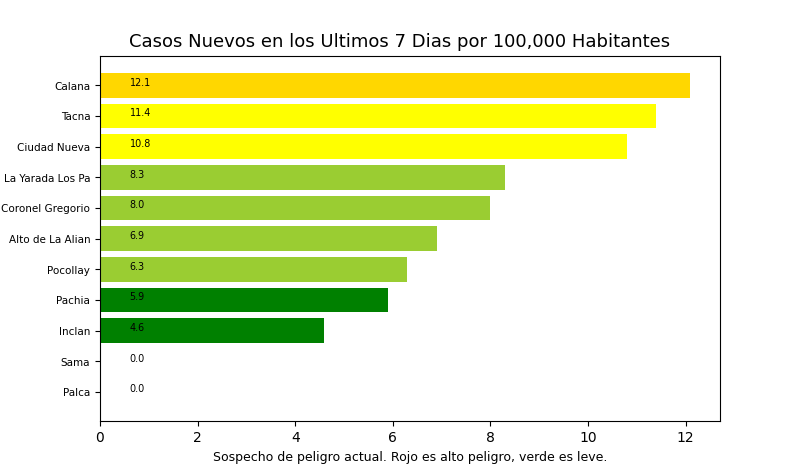 Casos Nuevos en los Ultimos 7 Dias por 100,000 Habitantes
Calana 12.1
Tacna 11.4
Ciudad Nueva 10.8
La Yarada Los Pa 8.3
Coronel Gregorio 8.0
Alto de La Alian 6.9
Pocollay 6.3
Pachia 5.9
Inclan 4.6
Sama 0.0
Palca 0.0
0 2 4 6 8 10 12
Sospecho de peligro actual. Rojo es alto peligro, verde es leve.